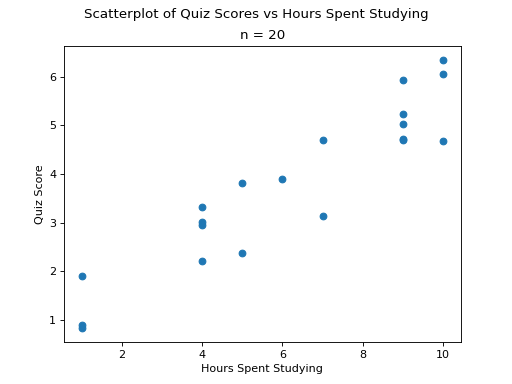 Scatterplot of Quiz Scores vs Hours Spent Studying
n = 20
6
5
4
3
2
1
Quiz Score
2 4 6 8 10
Hours Spent Studying